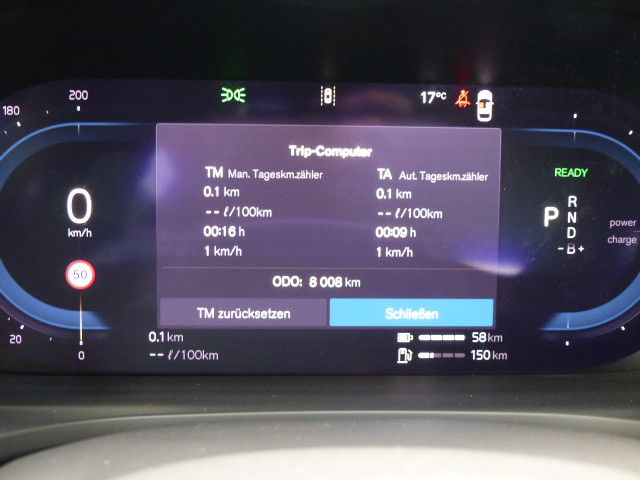 180
200
17°C
Trip-Computer
TM Man. Tageskm.zähler
0.1 km
-- ℓ/100km
00:16 h
1 km/h
TA Aut. Tageskm.zähler
0.1 km
-- ℓ/100km
00:09 h
1 km/h
ODO: 8 008 km
TM zurücksetzen
Schließen
0
km/h
50
20
0
READY
P
R
N
D
- B +
power
charge
0.1 km
-- ℓ/100km
58 km
150 km